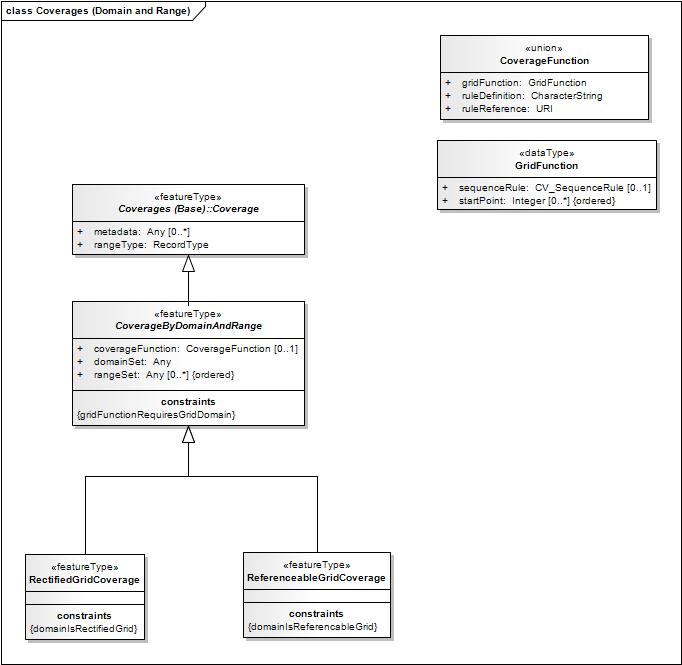 class Coverages (Domain and Range)
«union»
CoverageFunction
+ gridFunction: GridFunction
+ ruleDefinition: CharacterString
+ ruleReference: URI
«dataType»
GridFunction
+ sequenceRule: CV_SequenceRule [0..1]
+ startPoint: Integer [0..*] {ordered}
«featureType»
Coverages (Base)::Coverage
+ metadata: Any [0..*]
+ rangeType: RecordType
«featureType»
CoverageByDomainAndRange
+ coverageFunction: CoverageFunction [0..1]
+ domainSet: Any
+ rangeSet: Any [0..*] {ordered}
constraints
{gridFunctionRequiresGridDomain}
«featureType»
RectifiedGridCoverage
constraints
{domainIsRectifiedGrid}
«featureType»
ReferenceableGridCoverage
constraints
{domainIsReferencableGrid}